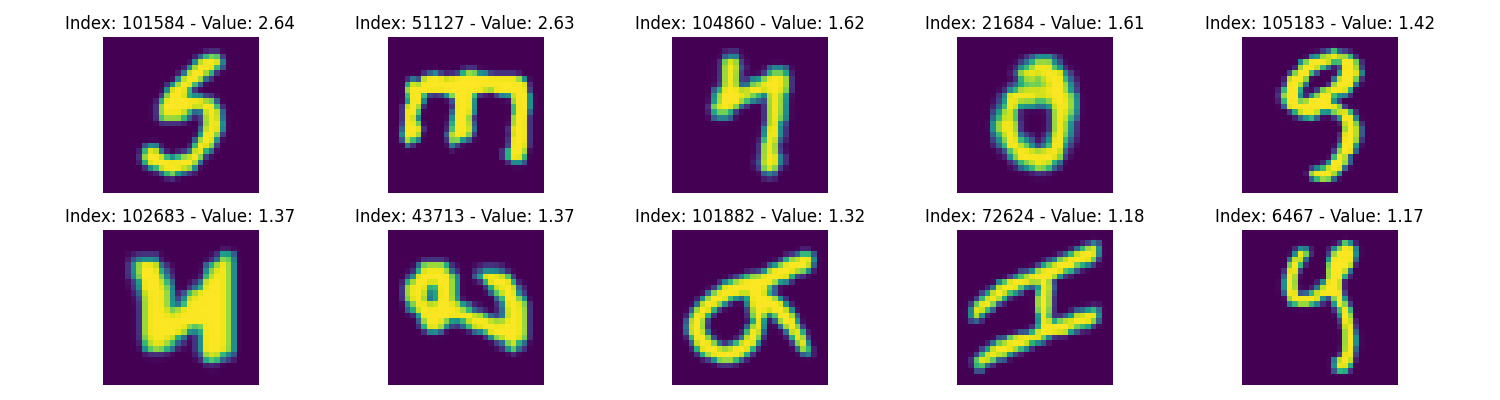 Index: 101584 - Value: 2.64 Index: 51127 - Value: 2.63 Index: 104860 - Value: 1.62 Index: 21684 - Value: 1.61 Index: 105183 - Value: 1.42
Index: 102683 - Value: 1.37 Index: 43713 - Value: 1.37 Index: 101882 - Value: 1.32 Index: 72624 - Value: 1.18 Index: 6467 - Value: 1.17